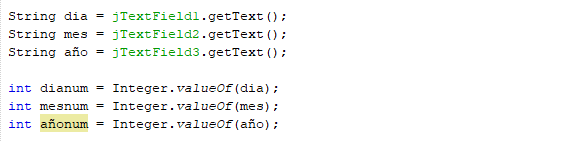 String dia = jTextField1.getText();
String mes = jTextField2.getText();
String año = jTextField3.getText();
int dianum = Integer.valueOf(dia);
int mesnum = Integer.valueOf(mes);
int añonum = Integer.valueOf(año);